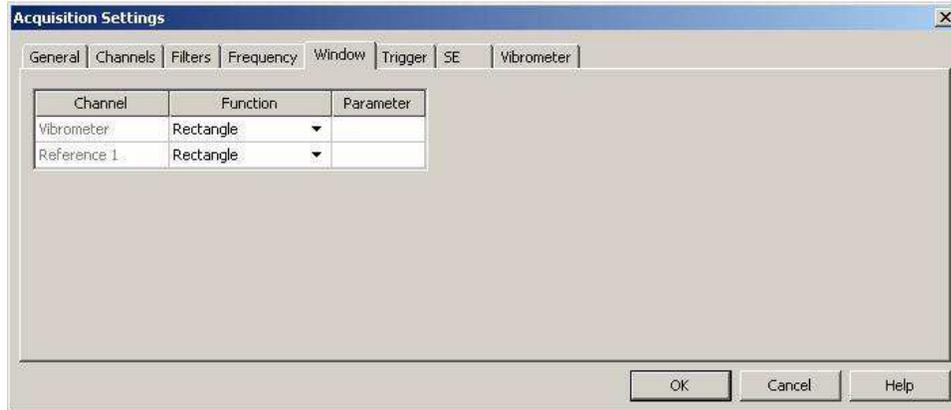 Acquisition Settings
General Channels Filters Frequency Window Trigger SE Vibrometer
Channel Function Parameter
Vibrometer Rectangle
Reference 1 Rectangle
OK Cancel Help